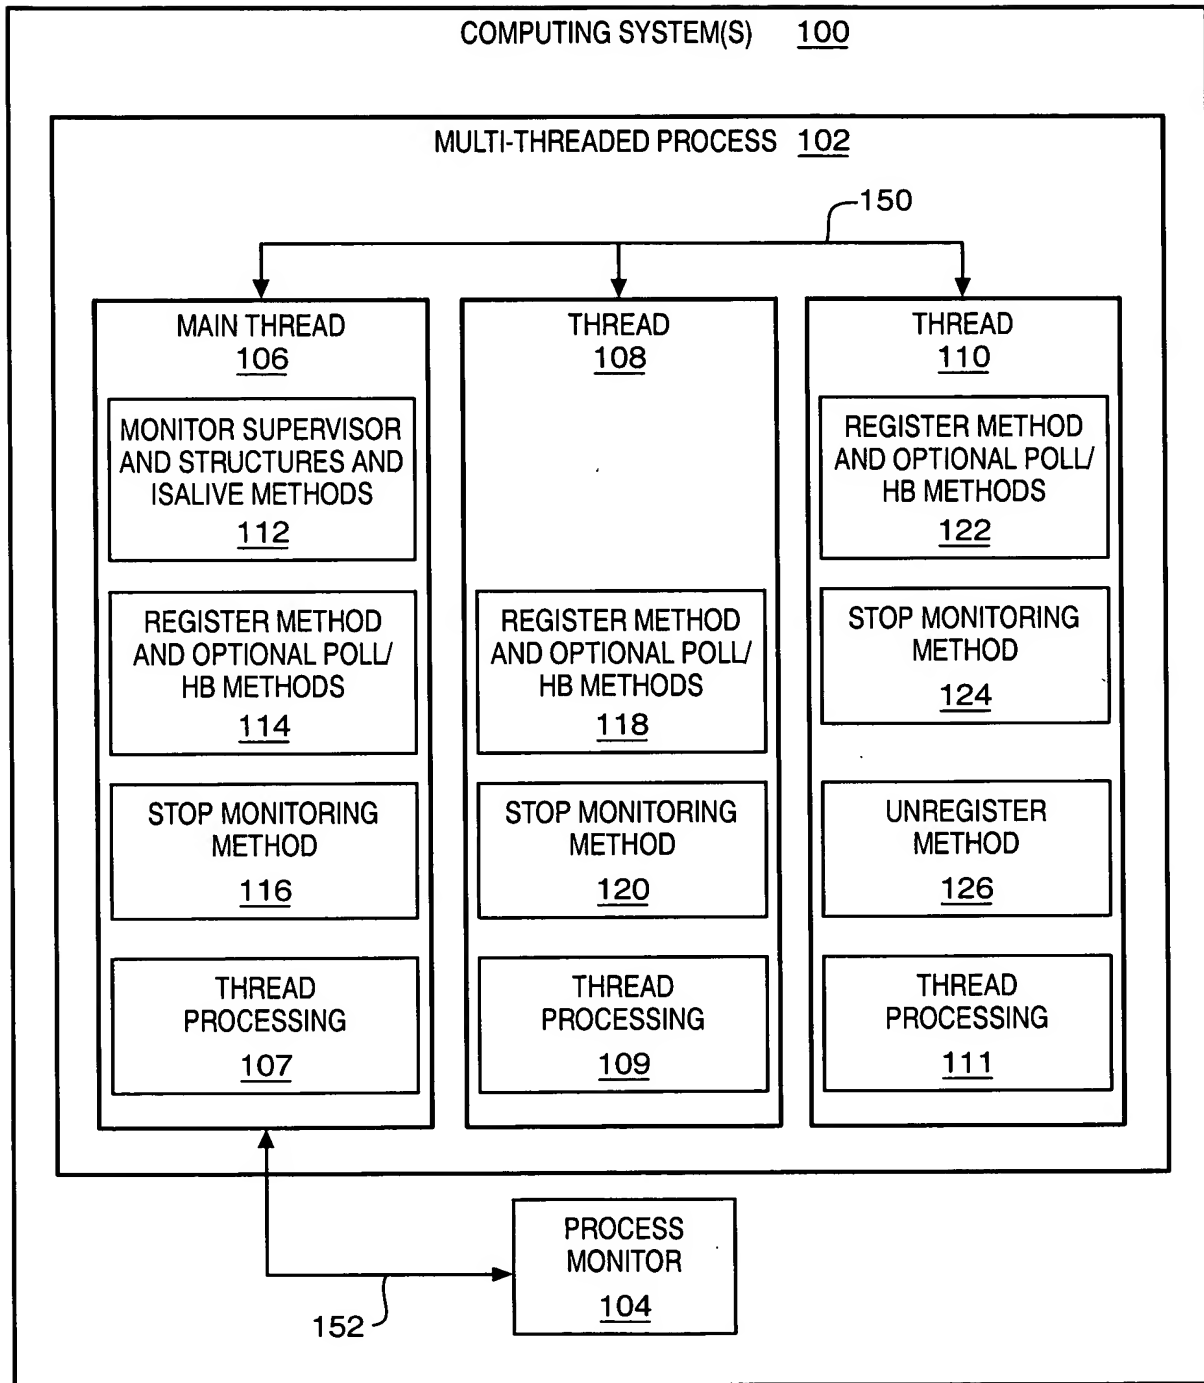 COMPUTING SYSTEM(S) 100
MULTI-THREADED PROCESS 102
150
MAIN THREAD
106
MONITOR SUPERVISOR
AND STRUCTURES AND
ISALIVE METHODS
112
REGISTER METHOD
AND OPTIONAL POLL/
HB METHODS
114
STOP MONITORING
METHOD
116
THREAD
PROCESSING
107
THREAD
108
REGISTER METHOD
AND OPTIONAL POLL/
HB METHODS
118
STOP MONITORING
METHOD
120
THREAD
PROCESSING
109
THREAD
110
REGISTER METHOD
AND OPTIONAL POLL/
HB METHODS
122
STOP MONITORING
METHOD
124
UNREGISTER
METHOD
126
THREAD
PROCESSING
111
PROCESS
MONITOR
104
152